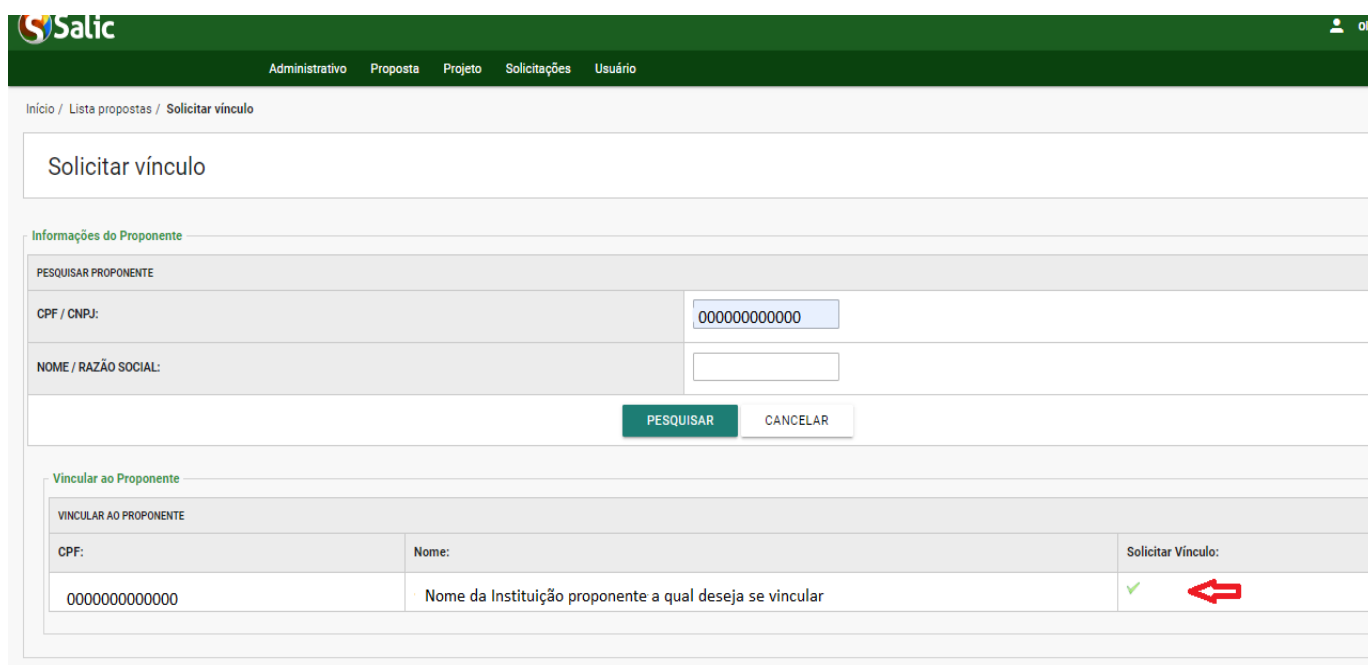 Salic
Administrativo Proposta Projeto Solicitações Usuário
Início / Lista propostas / Solicitar vínculo
Solicitar vínculo
Informações do Proponente
PESQUISAR PROPONENTE
CPF / CNPJ: 000000000000
NOME / RAZÃO SOCIAL:
PESQUISAR CANCELAR
Vincular ao Proponente
VINCULAR AO PROPONENTE
CPF: Nome: Solicitar Vínculo:
0000000000000 Nome da Instituição proponente a qual deseja se vincular